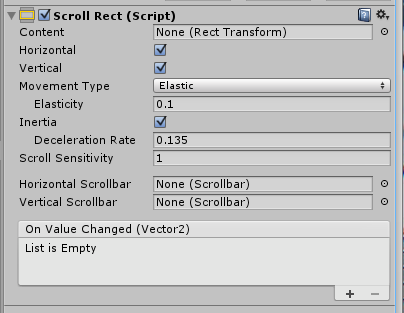 Scroll Rect (Script)
Content None (Rect Transform)
Horizontal
Vertical
Movement Type Elastic
Elasticity 0.1
Inertia
Deceleration Rate 0.135
Scroll Sensitivity 1
Horizontal Scrollbar None (Scrollbar)
Vertical Scrollbar None (Scrollbar)
On Value Changed (Vector2)
List is Empty